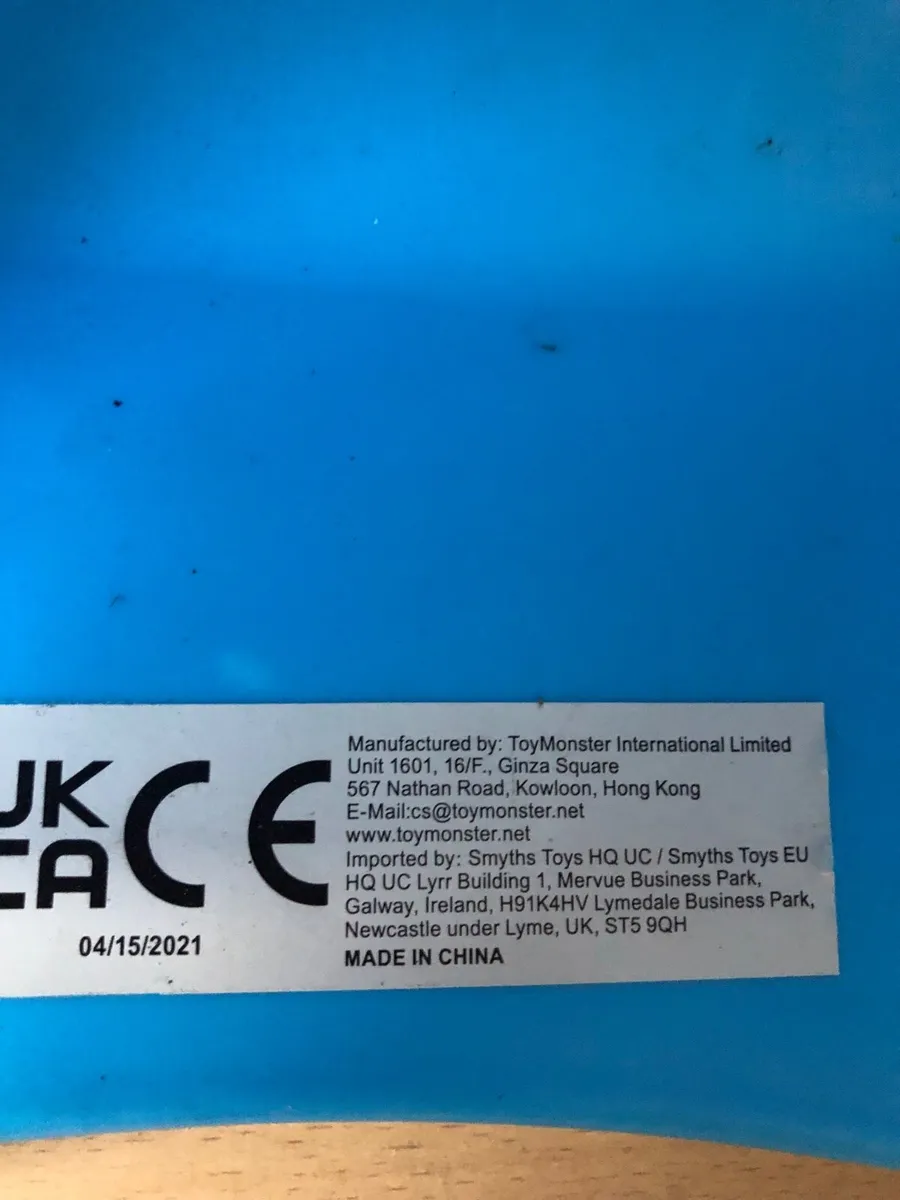 UK
CA
CE
04/15/2021
Manufactured by: ToyMonster International Limited
Unit 1601, 16/F., Ginza Square
567 Nathan Road, Kowloon, Hong Kong
E-Mail:cs@toymonster.net
www.toymonster.net
Imported by: Smyths Toys HQ UC / Smyths Toys EU
HQ UC Lyrr Building 1, Mervue Business Park,
Galway, Ireland, H91K4HV Lymedale Business Park,
Newcastle under Lyme, UK, ST5 9QH
MADE IN CHINA